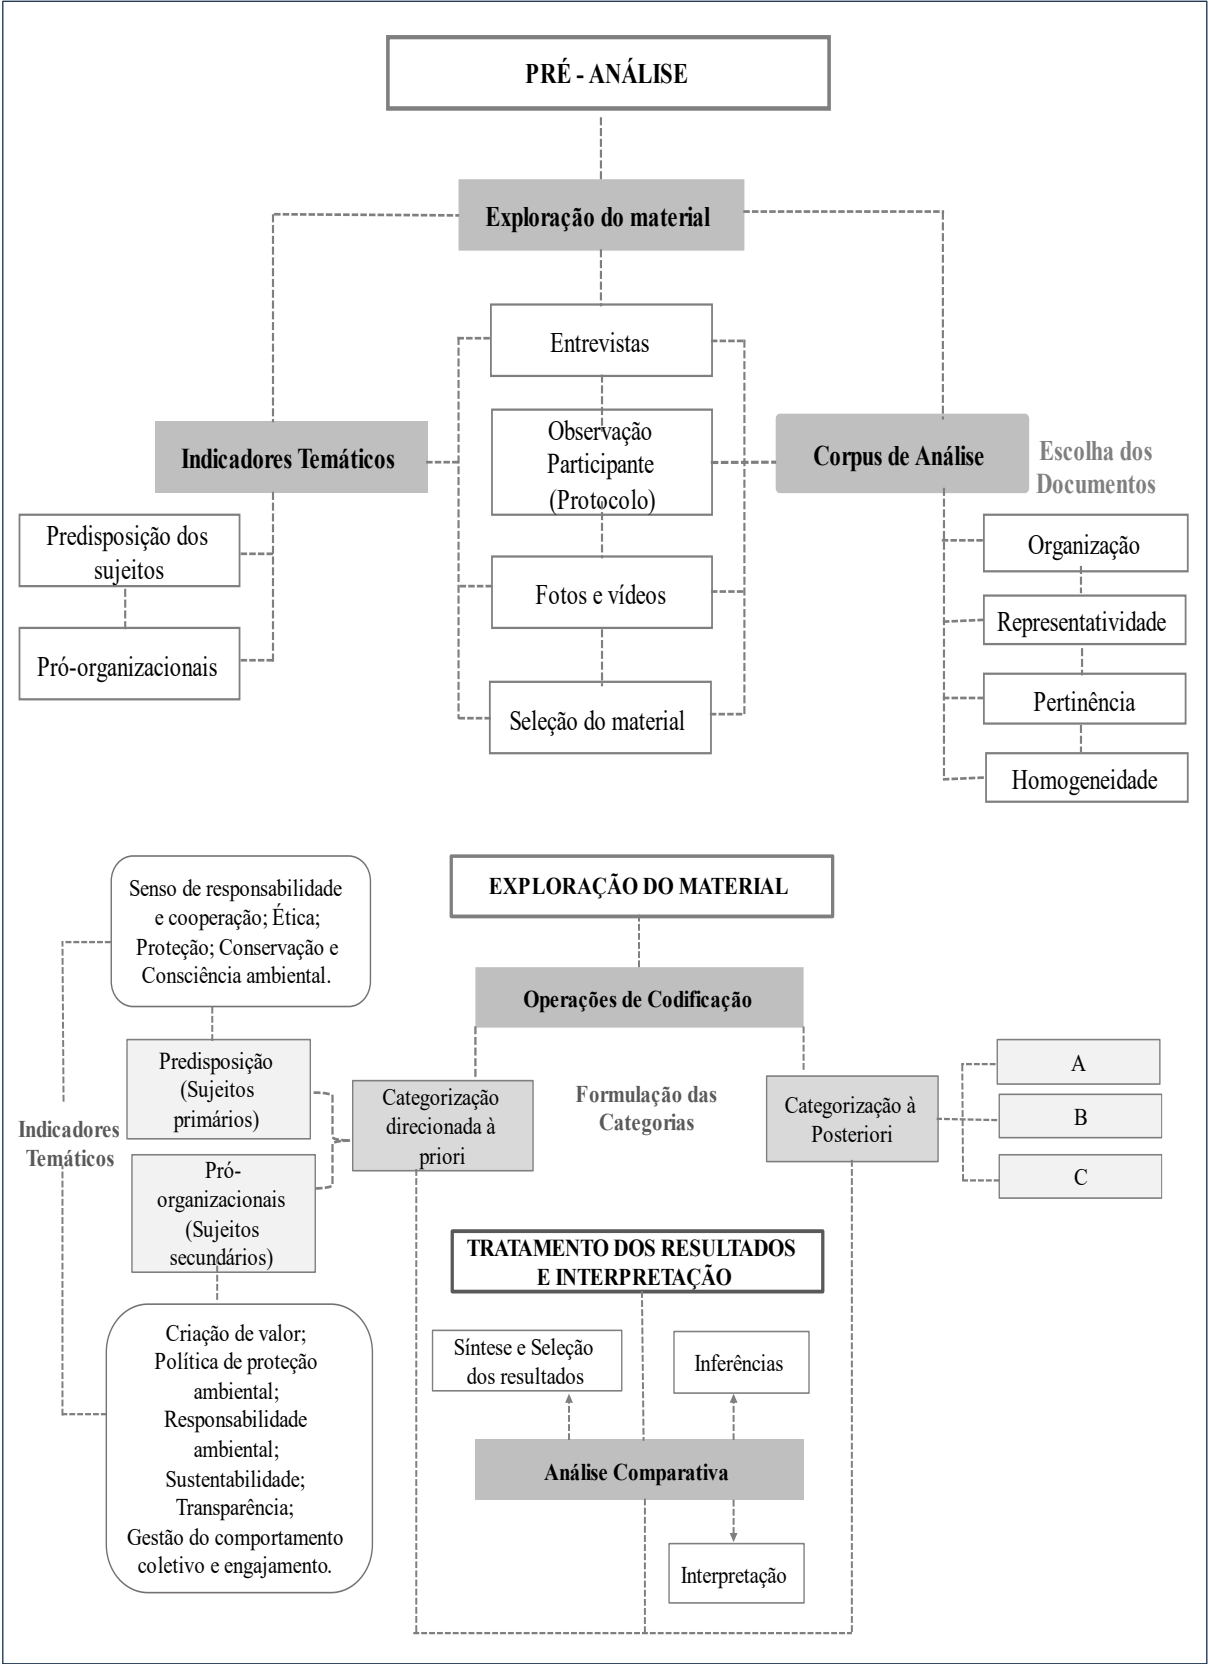 PRÉ - ANÁLISE
Exploração do material
Entrevistas
Observação
Participante
(Protocolo)
Fotos e vídeos
Seleção do material
Indicadores Temáticos
Predisposição dos
sujeitos
Pró-organizacionais
Corpus de Análise
Escolha dos
Documentos
Organização
Representatividade
Pertinência
Homogeneidade
EXPLORAÇÃO DO MATERIAL
Operações de Codificação
Senso de responsabilidade
e cooperação; Ética;
Proteção; Conservação e
Consciência ambiental.
Predisposição
(Sujeitos
primários)
Indicadores
Temáticos
Pró-
organizacionais
(Sujeitos
secundários)
Criação de valor;
Política de proteção
ambiental;
Responsabilidade
ambiental;
Sustentabilidade;
Transparência;
Gestão do comportamento
coletivo e engajamento.
Categorização
direcionada à
priori
Formulação das
Categorias
Categorização à
Posteriori
A
B
C
TRATAMENTO DOS RESULTADOS
E INTERPRETAÇÃO
Síntese e Seleção
dos resultados
Inferências
Análise Comparativa
Interpretação